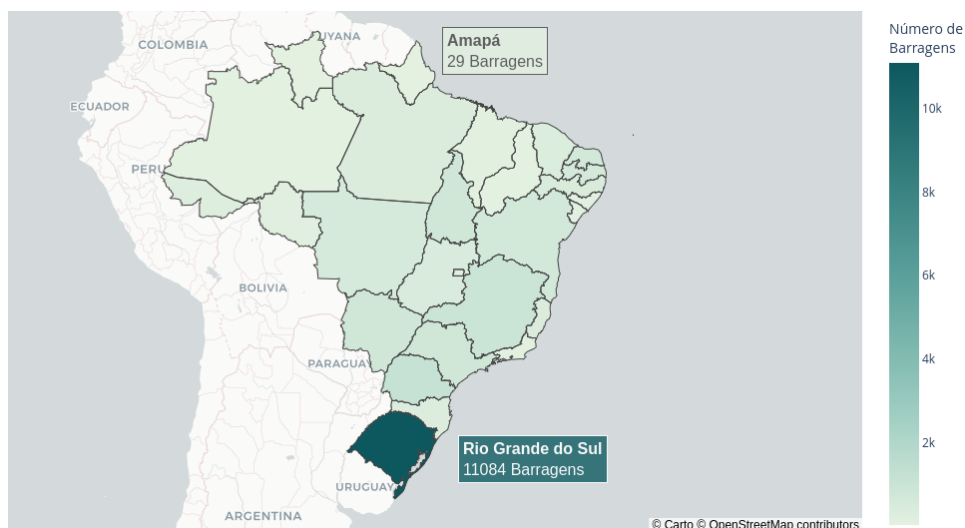 COLOMBIA
UYANA
Amapá
29 Barragens
ECUADOR
PERU
BOLIVIA
PARAGUAY
Rio Grande do Sul
11084 Barragens
URUGUAY
ARGENTINA
© Carto © OpenStreetMap contributors
Número de
Barragens
10k
8k
6k
4k
2k